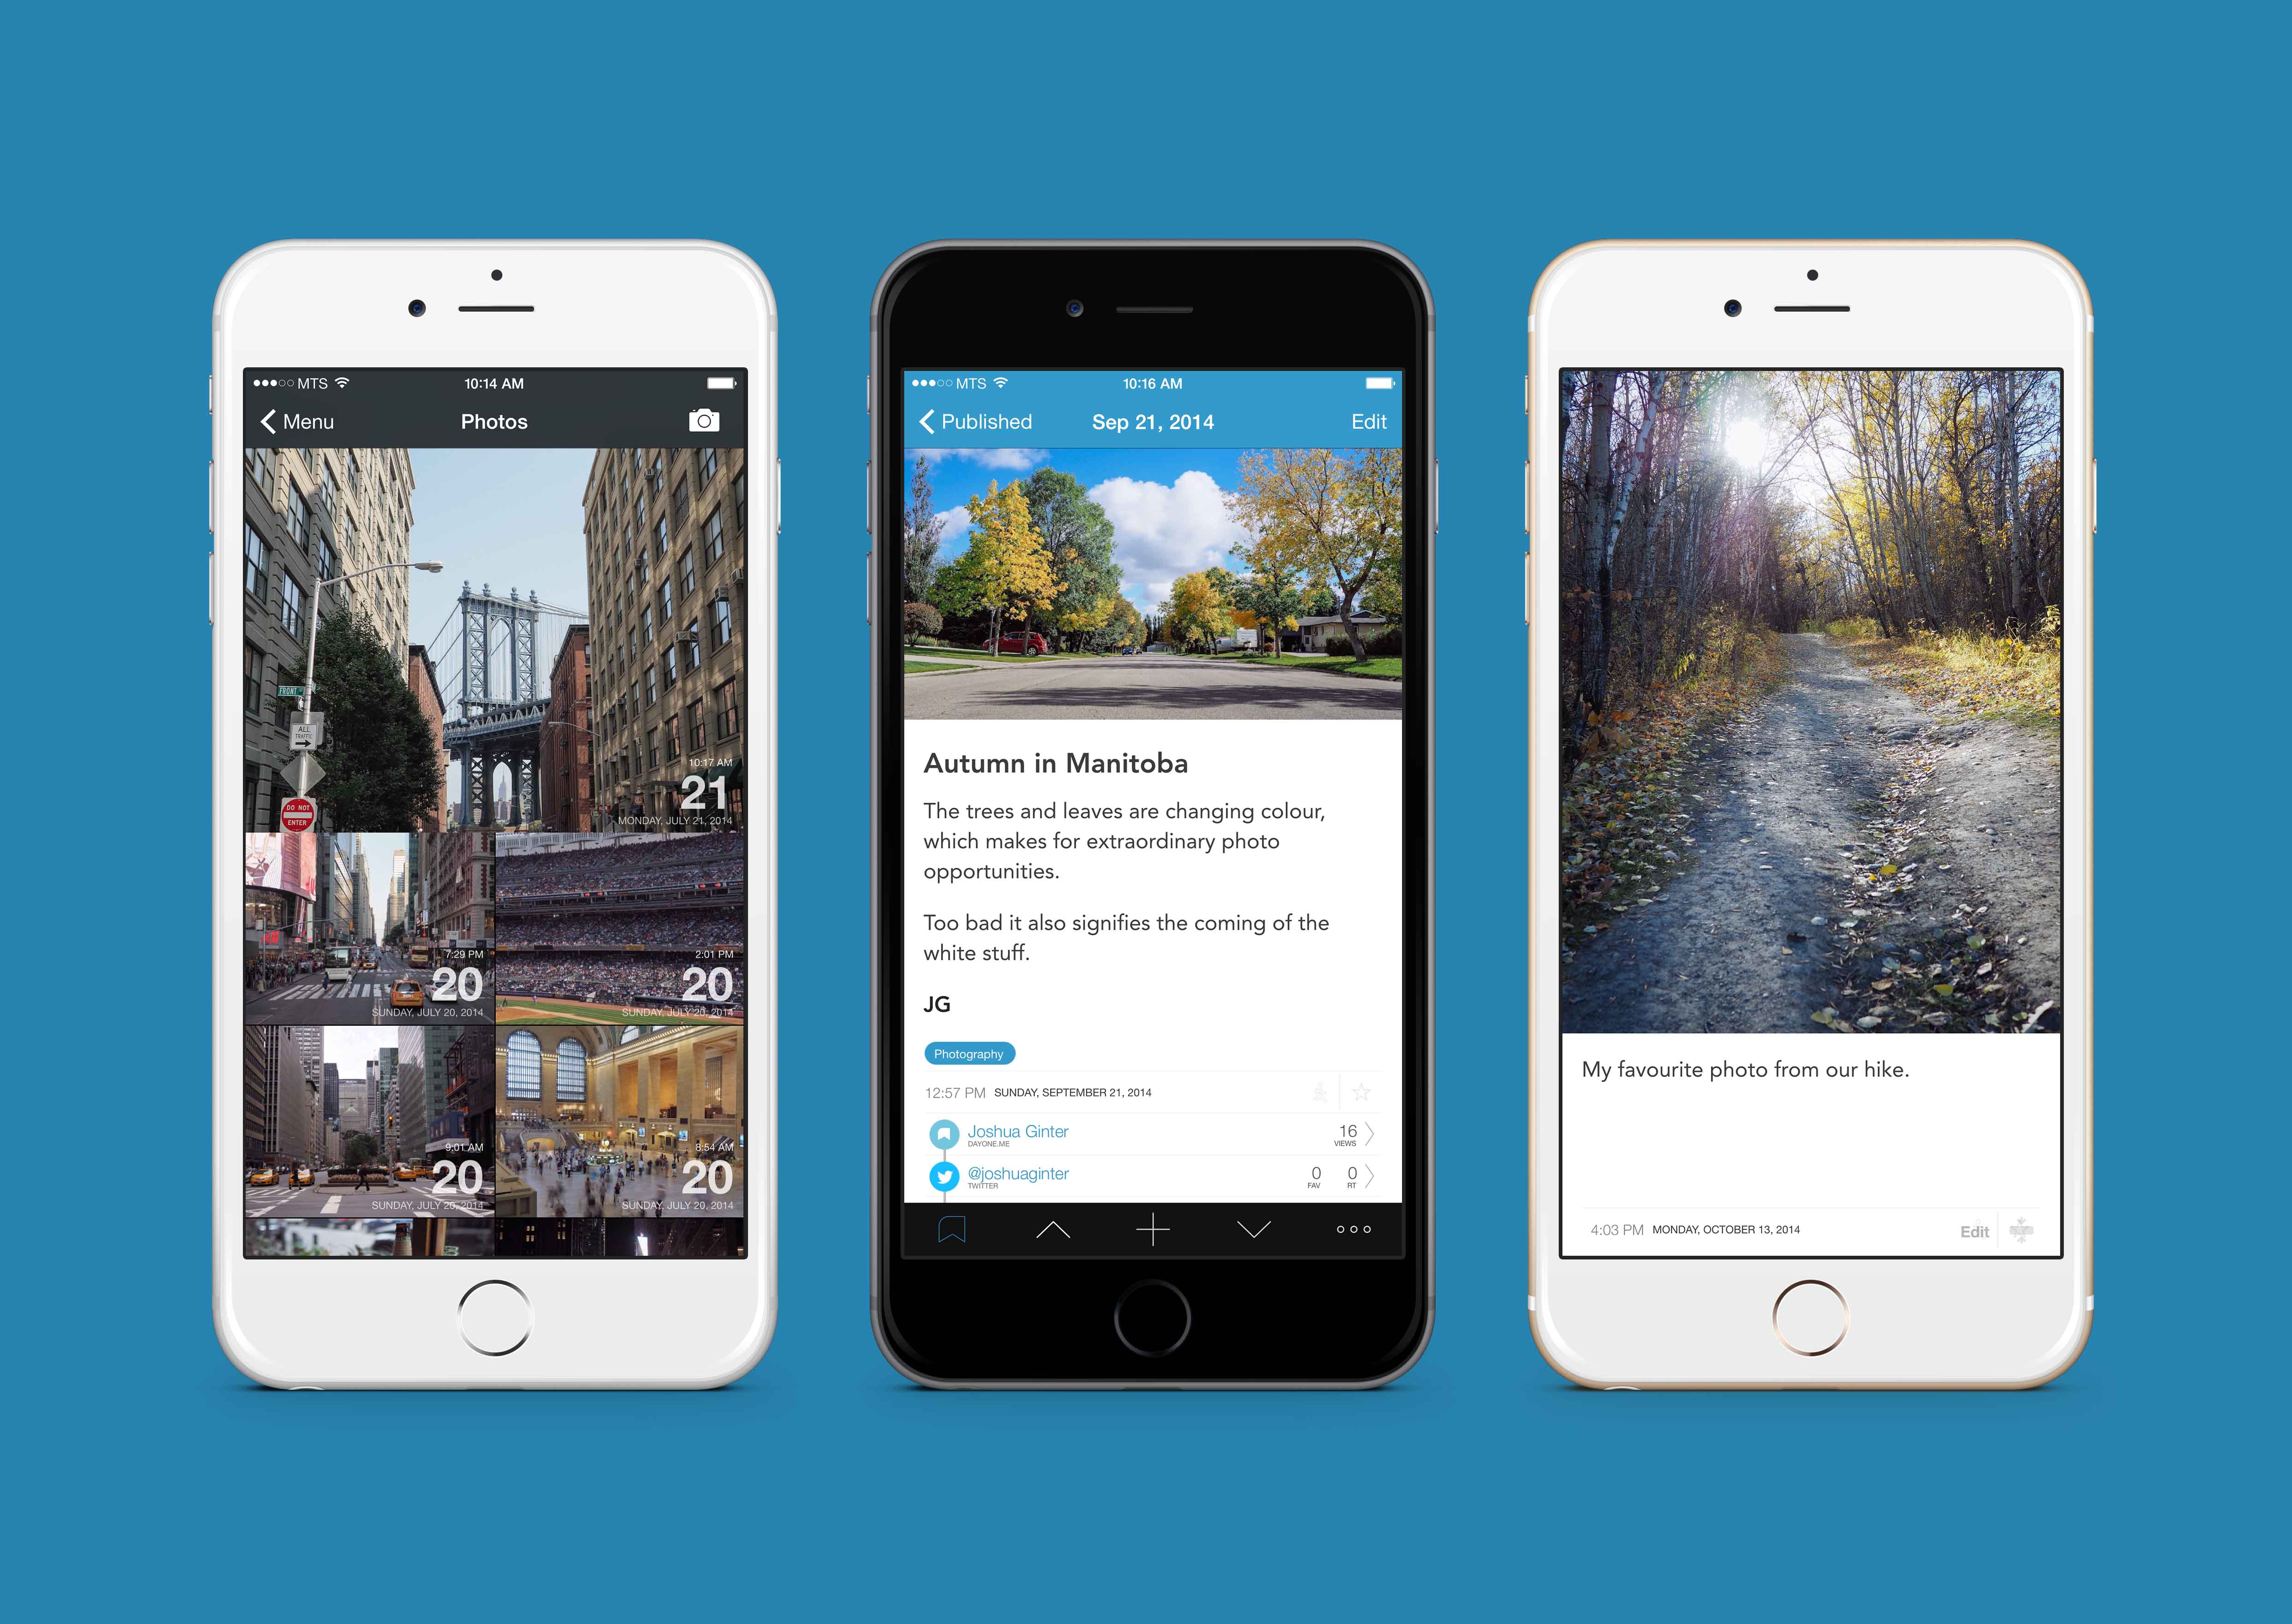 MTS
10:14 AM
Menu
Photos
FRONT
ALL
TRAFFIC
DO NOT
ENTER
10:17 AM
21
MONDAY, JULY 21, 2014
7:29 PM
20
SUNDAY, JULY 20, 2014
2:01 PM
20
SUNDAY, JULY 20, 2014
9:01 AM
20
SUNDAY, JULY 20, 2014
8:54 AM
20
SUNDAY, JULY 20, 2014
MTS
10:16 AM
Published
Sep 21, 2014
Edit
Autumn in Manitoba
The trees and leaves are changing colour,
which makes for extraordinary photo
opportunities.
Too bad it also signifies the coming of the
white stuff.
JG
Photography
12:57 PM SUNDAY, SEPTEMBER 21, 2014
Joshua Ginter
DAYONE.ME
16
VIEWS
@joshuaginter
TWITTER
0
FAV
0
RT
My favourite photo from our hike.
4:03 PM MONDAY, OCTOBER 13, 2014
Edit